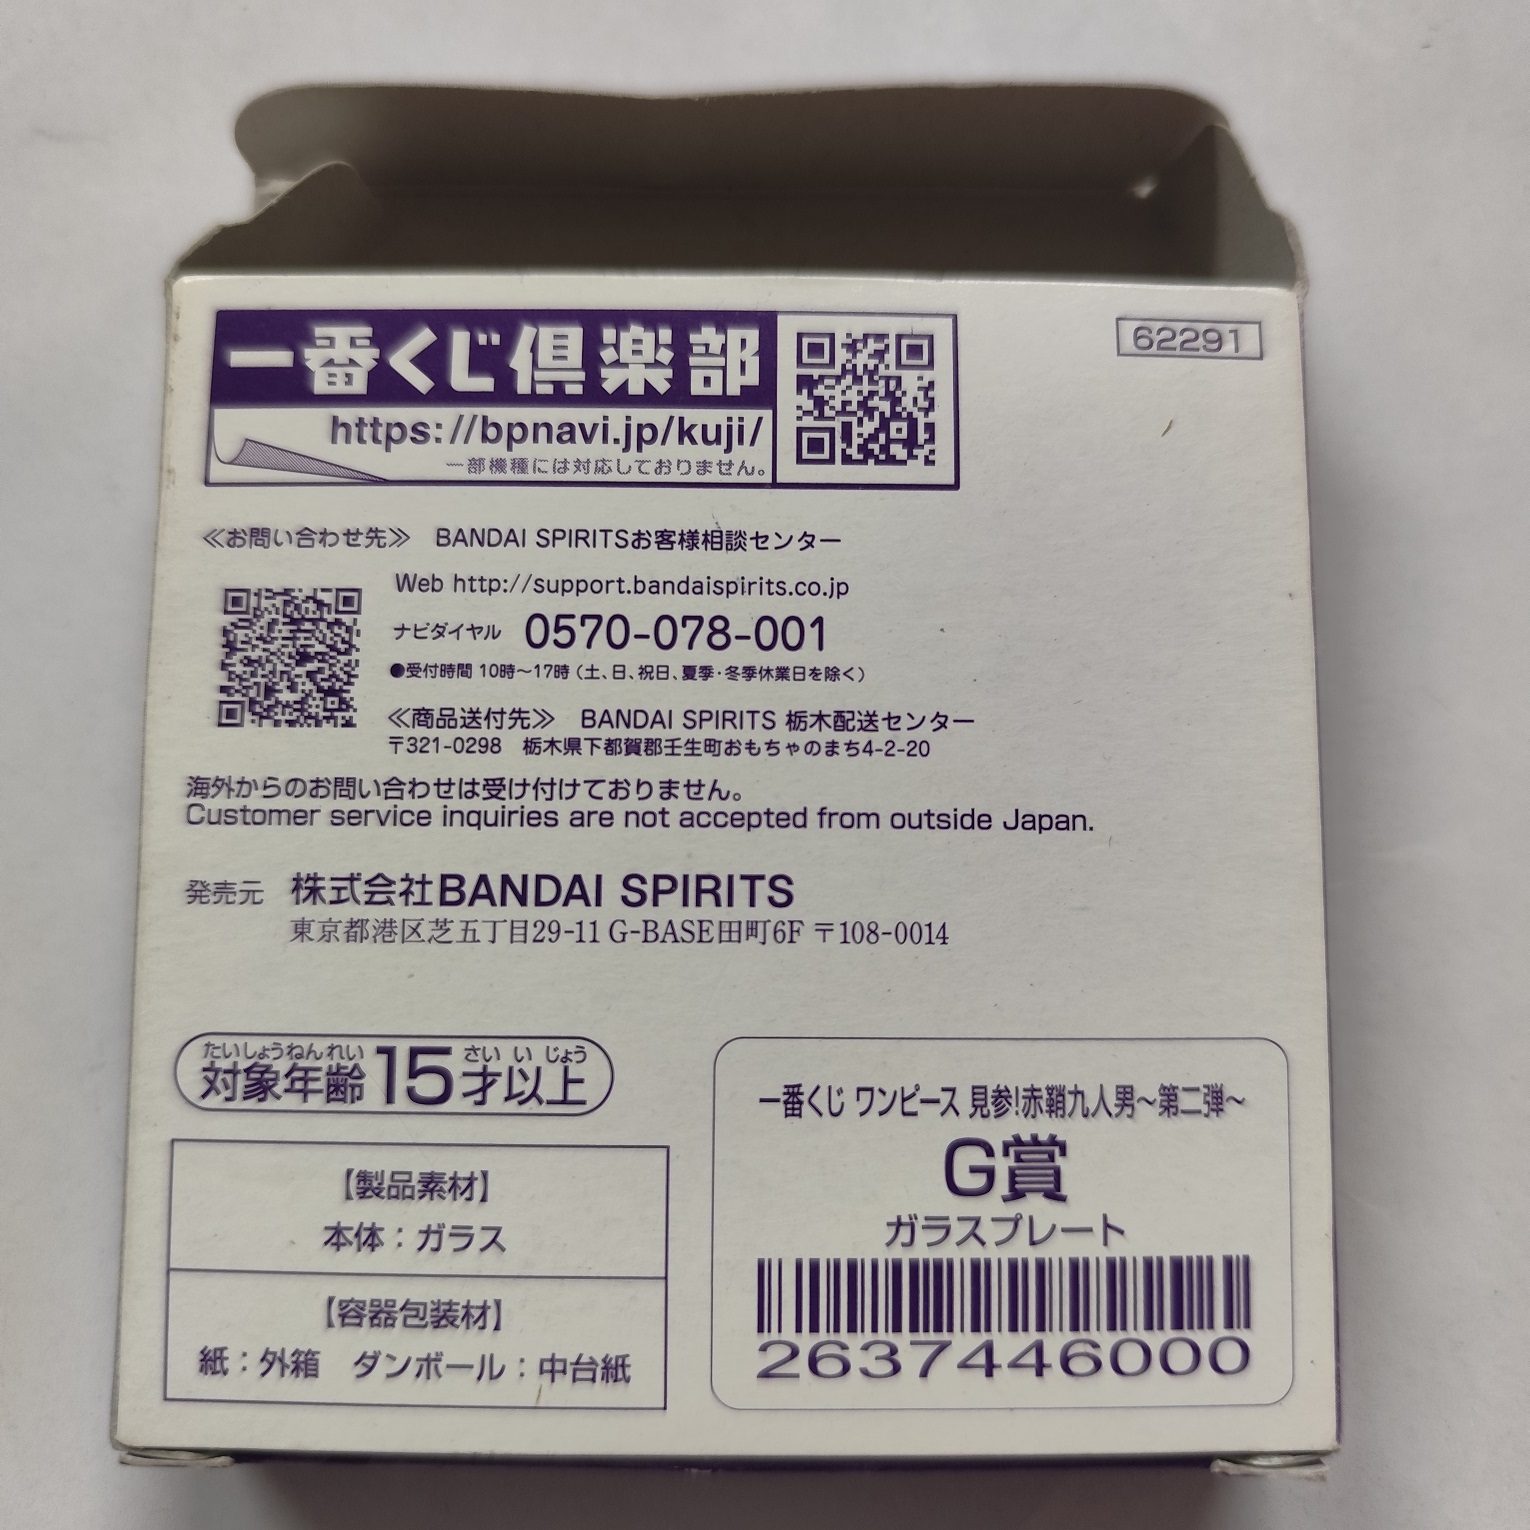 一番くじ倶楽部
https://bpnavi.jp/kuji/
一部機種には対応しておりません。
62291
≪お問い合わせ先≫ BANDAI SPIRITSお客様相談センター
Web http://support.bandaispirits.co.jp
ナビダイヤル 0570-078-001
●受付時間 10時～17時（土、日、祝日、夏季・冬季休業日を除く）
≪商品送付先≫ BANDAI SPIRITS 栃木配送センター
〒321-0298 栃木県下都賀郡壬生町おもちゃのまち4-2-20
海外からのお問い合わせは受け付けておりません。
Customer service inquiries are not accepted from outside Japan.
発売元 株式会社BANDAI SPIRITS
東京都港区芝五丁目29-11 G-BASE田町6F 〒108-0014
たいしょうねんれい さい い じょう
対象年齢15才以上
【製品素材】
本体：ガラス
【容器包装材】
紙：外箱 ダンボール：中台紙
一番くじ ワンピース 見参!赤鞘九人男～第二弾～
G賞
ガラスプレート
2637446000